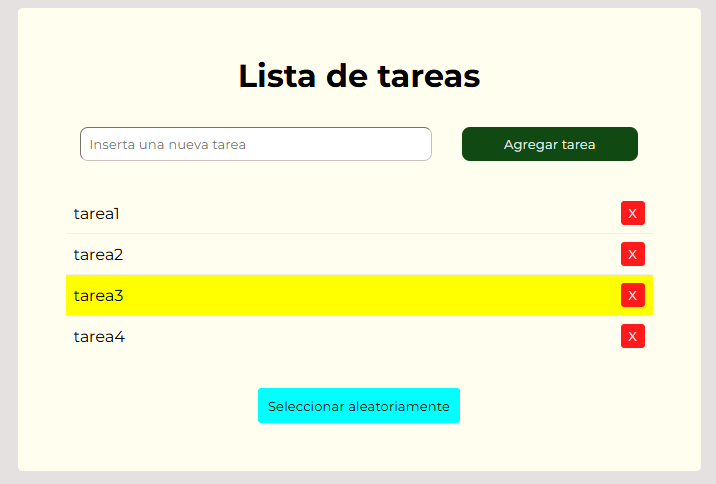 Lista de tareas
Inserta una nueva tarea
Agregar tarea
tarea1 X
tarea2 X
tarea3 X
tarea4 X
Seleccionar aleatoriamente